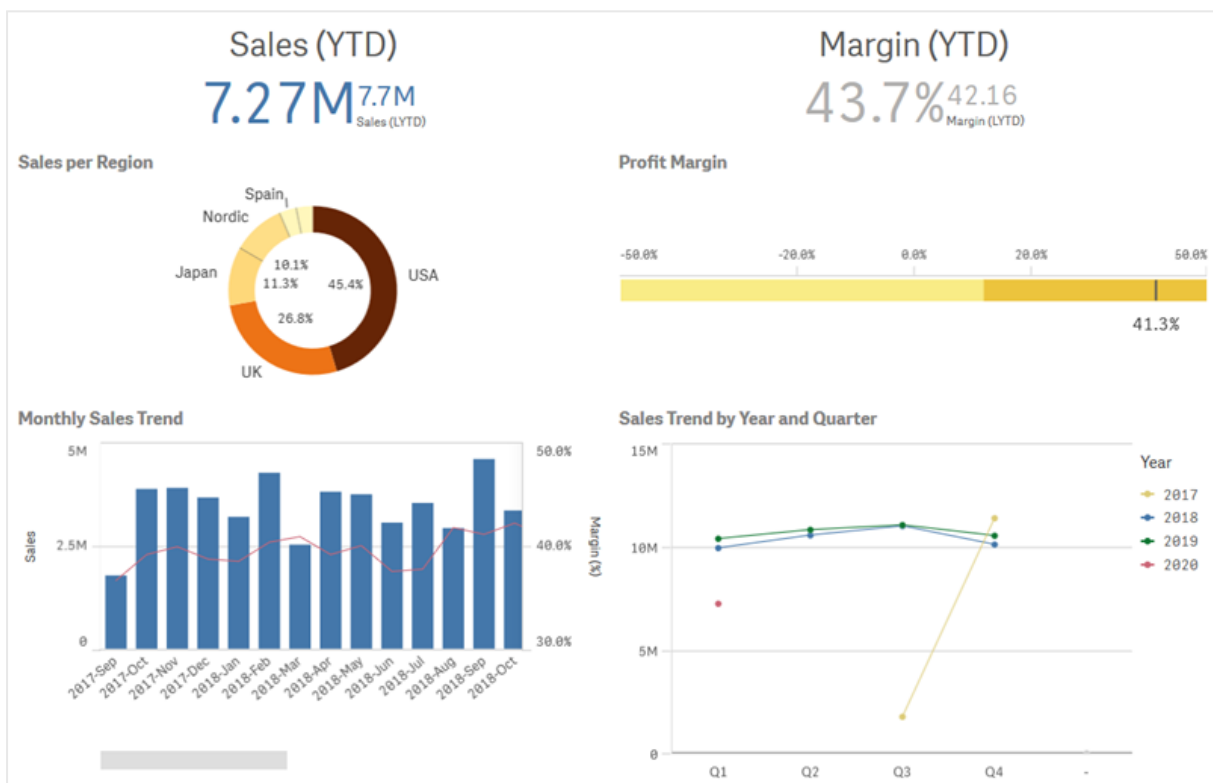 Sales (YTD)
7.27M 7.7M
Sales (LYTD)
Margin (YTD)
43.7% 42.16
Margin (LYTD)
Sales per Region
Spain
Nordic
Japan
USA
UK
10.1%
11.3%
45.4%
26.8%
Profit Margin
-50.0% -20.0% 0.0% 20.0% 50.0%
41.3%
Monthly Sales Trend
5M
2.5M
0
Sales
50.0%
40.0%
30.0%
Margin (%)
2017-Sep
2017-Oct
2017-Nov
2017-Dec
2018-Jan
2018-Feb
2018-Mar
2018-Apr
2018-May
2018-Jun
2018-Jul
2018-Aug
2018-Sep
2018-Oct
Sales Trend by Year and Quarter
15M
10M
5M
0
Q1 Q2 Q3 Q4 -
Year
2017
2018
2019
2020